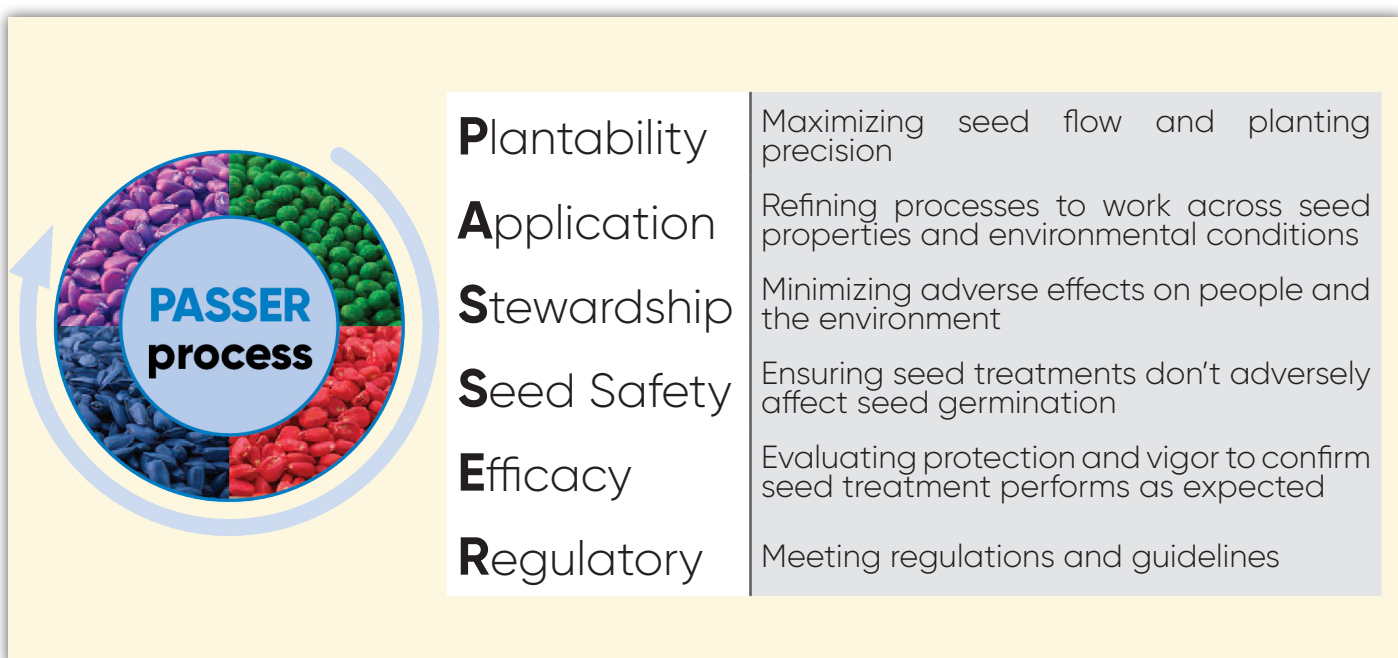 PASSER
process
Plantability
Maximizing seed flow and planting
precision
Application
Refining processes to work across seed
properties and environmental conditions
Stewardship
Minimizing adverse effects on people and
the environment
Seed Safety
Ensuring seed treatments don’t adversely
affect seed germination
Efficacy
Evaluating protection and vigor to confirm
seed treatment performs as expected
Regulatory
Meeting regulations and guidelines